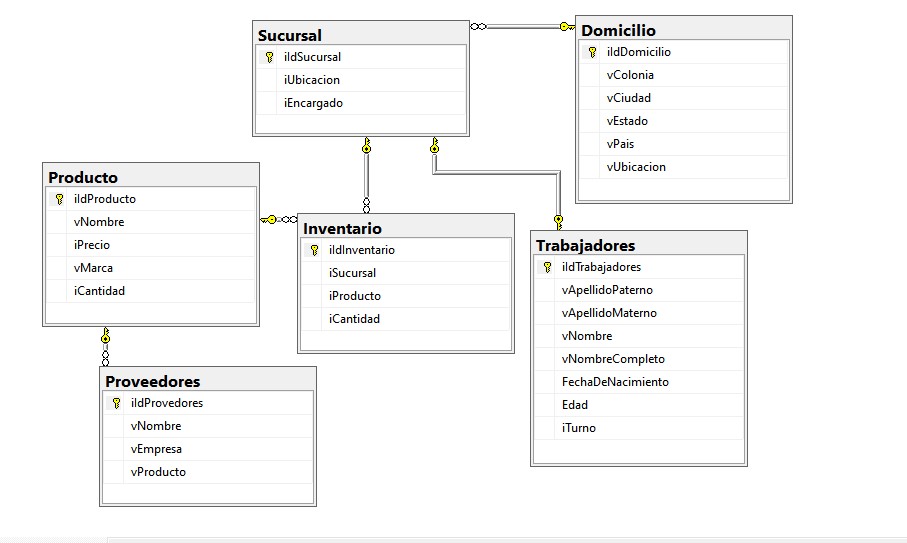 Sucursal
iIdSucursal
iUbicacion
iEncargado
Domicilio
iIdDomicilio
vColonia
vCiudad
vEstado
vPais
vUbicacion
Producto
iIdProducto
vNombre
iPrecio
vMarca
iCantidad
Inventario
iIdInventario
iSucursal
iProducto
iCantidad
Trabajadores
iIdTrabajadores
vApellidoPaterno
vApellidoMaterno
vNombre
vNombreCompleto
FechaDeNacimiento
Edad
iTurno
Proveedores
iIdProvedores
vNombre
vEmpresa
vProducto